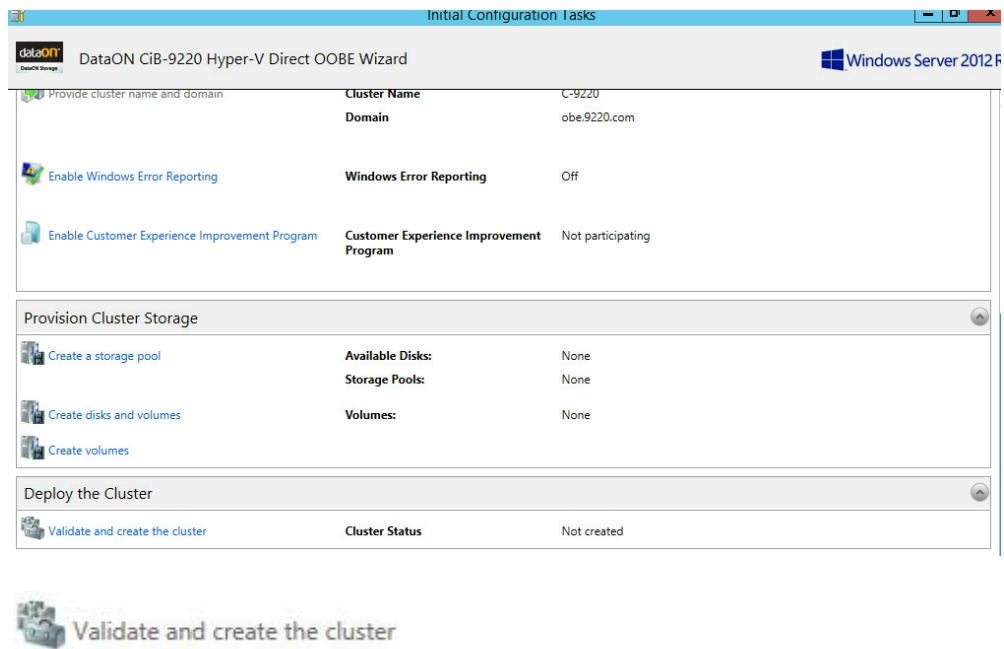 Initial Configuration Tasks
dataON
DataON Storage
DataON CiB-9220 Hyper-V Direct OOBE Wizard
Windows Server 2012 R
Provide cluster name and domain Cluster Name C-9220
Domain obe.9220.com
Enable Windows Error Reporting Windows Error Reporting Off
Enable Customer Experience Improvement Program Customer Experience Improvement Not participating
Program
Provision Cluster Storage
Create a storage pool Available Disks: None
Storage Pools: None
Create disks and volumes Volumes: None
Create volumes
Deploy the Cluster
Validate and create the cluster Cluster Status Not created
Validate and create the cluster